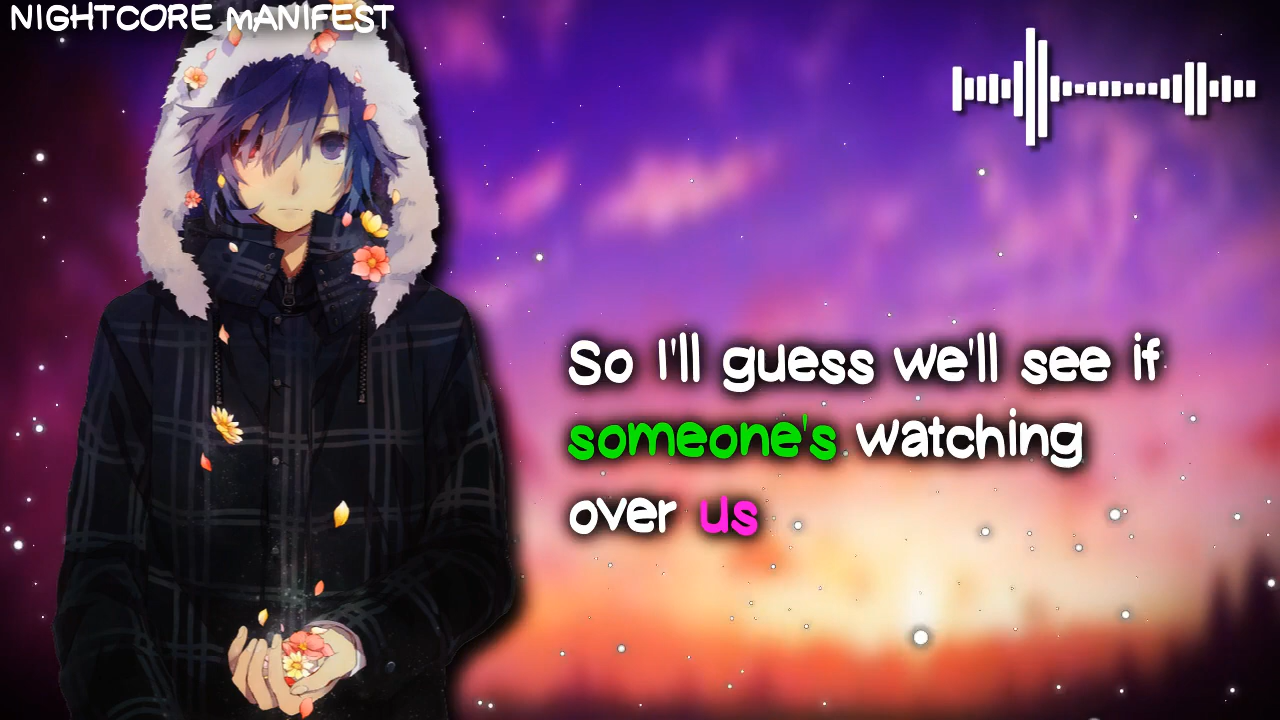 NIGHTCORE MANIFEST
So I'll guess we'll see if
someone's watching
over us